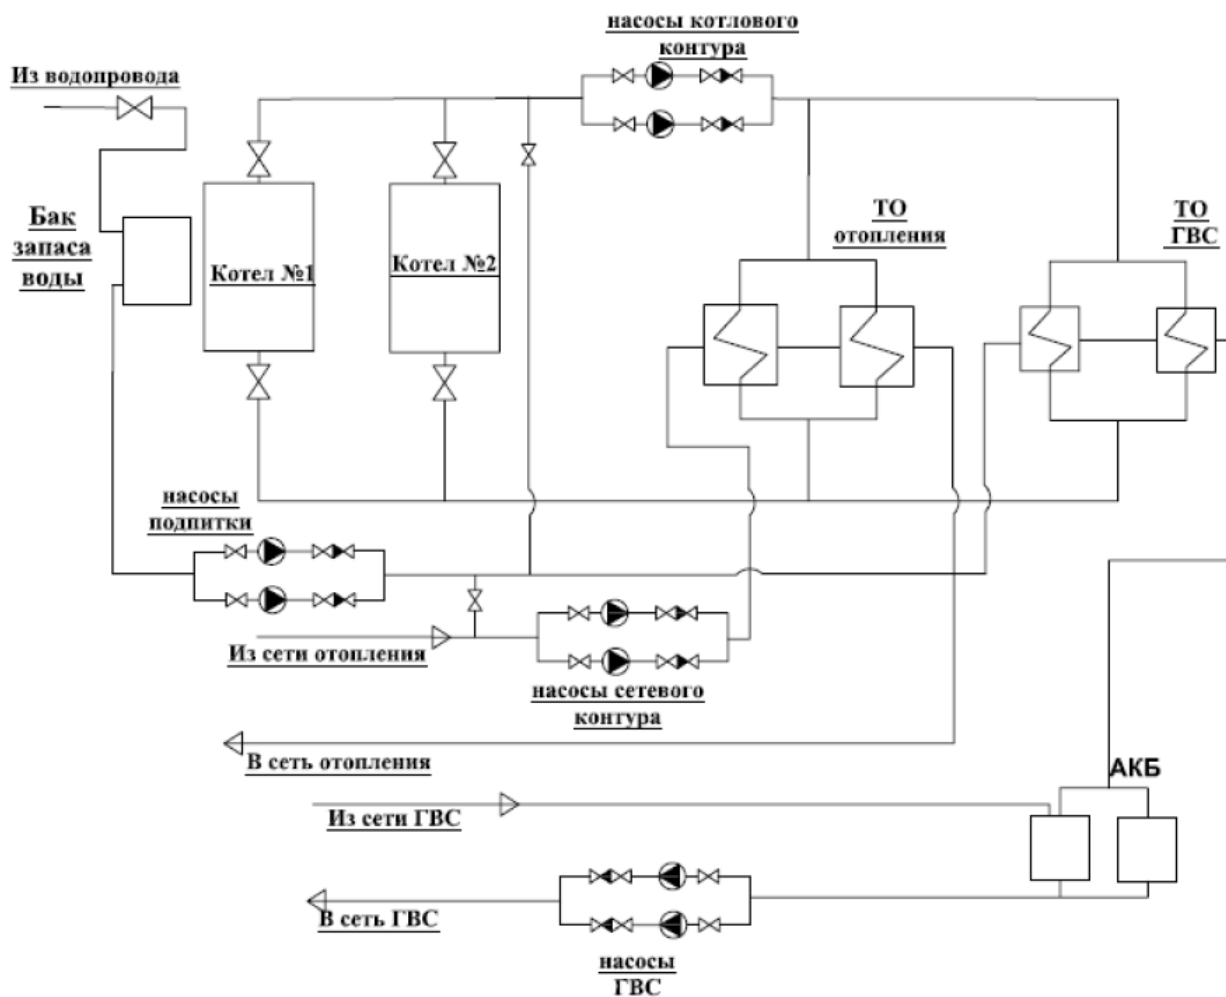 насосы котлового
контура
Из водопровода
Бак
запаса
воды
Котел №1
Котел №2
ТО
отопления
ТО
ГВС
насосы
подпитки
Из сети отопления
насосы сетевого
контура
В сеть отопления
АКБ
Из сети ГВС
В сеть ГВС
насосы
ГВС